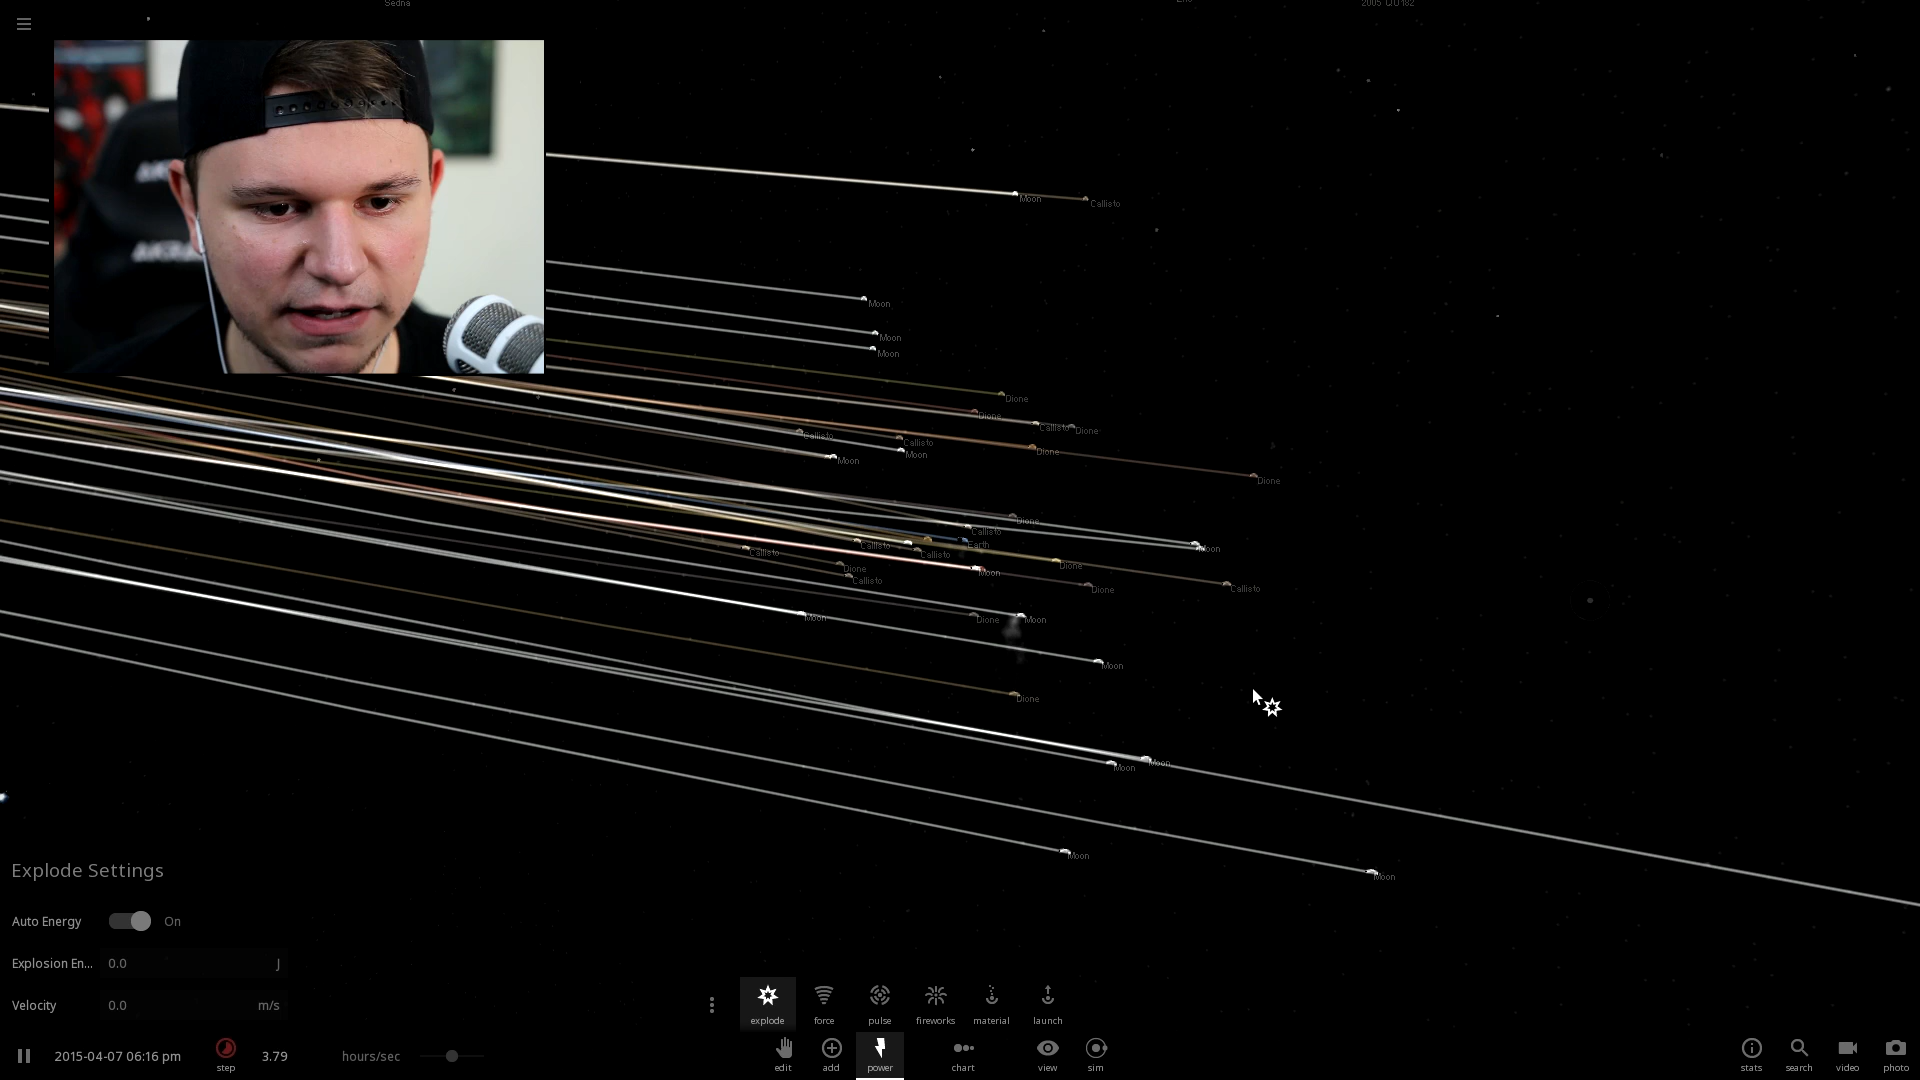 Sedna
2005 QU182
Moon
Callisto
Moon
Moon
Moon
Dione
Dione
Callisto
Dione
Callisto
Callisto
Moon
Dione
Moon
Dione
Dione
Callisto
Callisto
Earth
Moon
Callisto
Callisto
Dione
Dione
Moon
Callisto
Dione
Callisto
Moon
Dione
Moon
Moon
Dione
Moon
Moon
Moon
Moon
Explode Settings
Auto Energy On
Explosion En... 0.0 J
Velocity 0.0 m/s
explode force pulse fireworks material launch
2015-04-07 06:16 pm step 3.79 hours/sec
edit add power chart view sim
stats search video photo